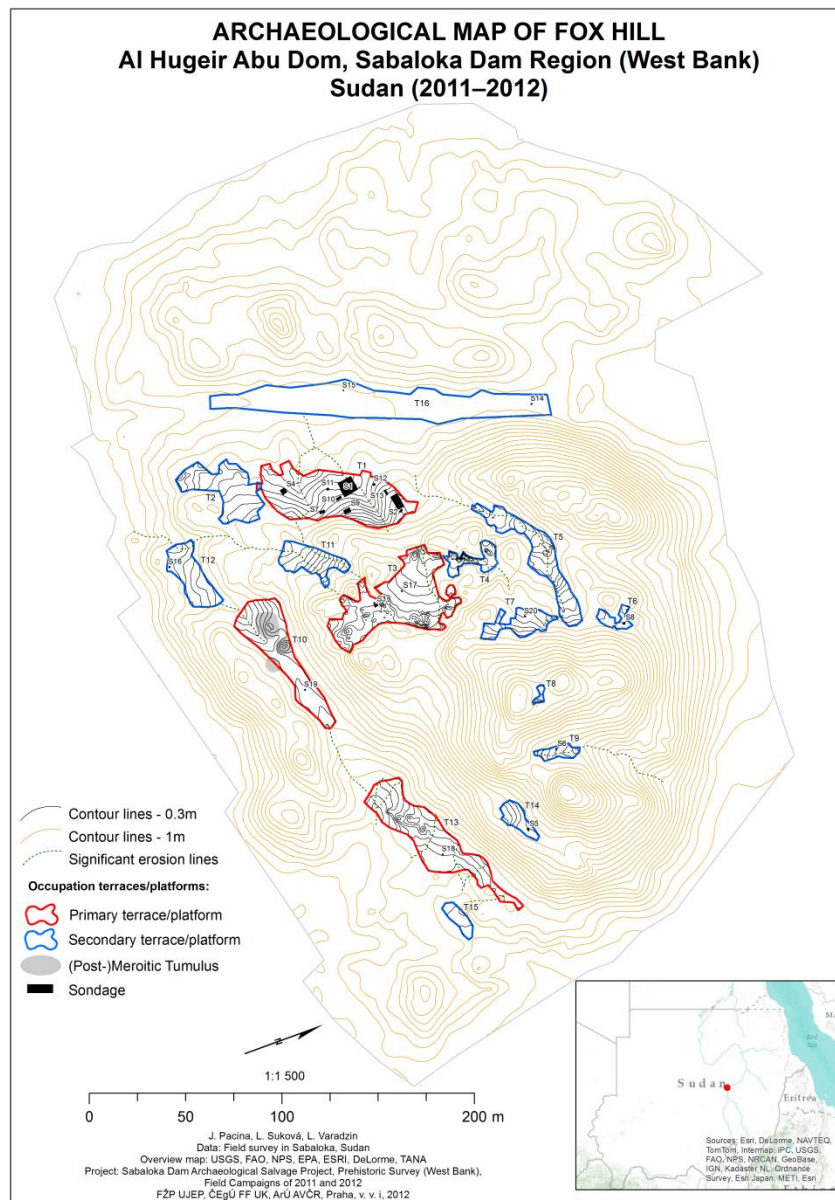 ARCHAEOLOGICAL MAP OF FOX HILL
Al Hugeir Abu Dom, Sabaloka Dam Region (West Bank)
Sudan (2011–2012)
S15
T16
S14
T1
S12
S4
S11
S1
S13
S10
S7
S9
S2
T2
T11
T5
S16
T12
T3
S3
T4
S17
T7
S20
T6
S8
T10
S19
T8
S6
T9
T14
S5
T13
S18
T15
Contour lines - 0.3m
Contour lines - 1m
Significant erosion lines
Occupation terraces/platforms:
Primary terrace/platform
Secondary terrace/platform
(Post-)Meroitic Tumulus
Sondage
N
1:1 500
0 50 100 200 m
J. Pacina, L. Suková, L. Varadzin
Data: Field survey in Sabaloka, Sudan
Overview map: USGS, FAO, NPS, EPA, ESRI, DeLorme, TANA
Project: Sabaloka Dam Archaeological Salvage Project, Prehistoric Survey (West Bank),
Field Campaigns of 2011 and 2012
FŽP UJEP, ČEgÚ FF UK, ArÚ AVČR, Praha, v. v. i, 2012
Red
Sudan
Eritrea
Sources: Esri, DeLorme, NAVTEQ,
TomTom, Intermap, iPC, USGS,
FAO, NPS, NRCAN, GeoBase,
IGN, Kadaster NL, Ordnance
Survey, Esri Japan, METI, Esri